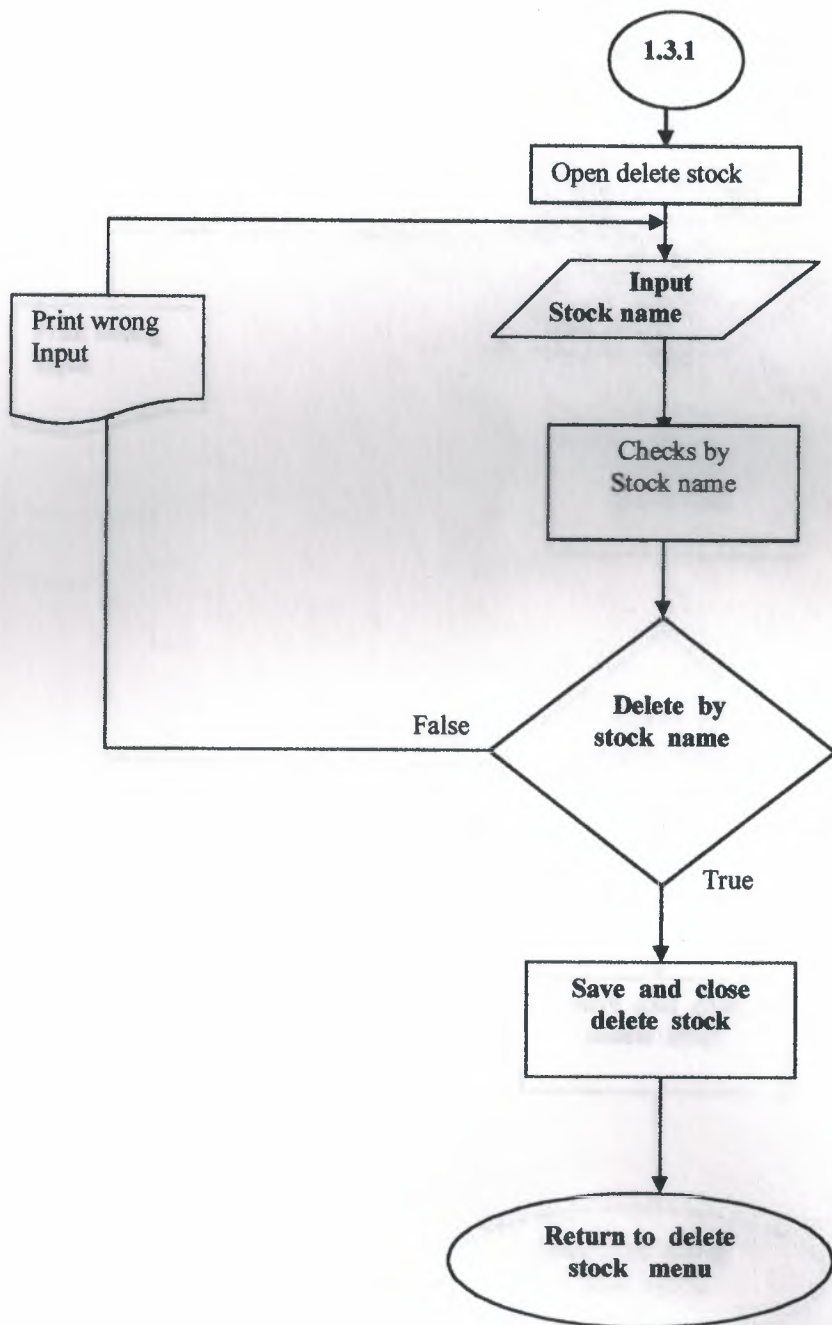 1.3.1
Open delete stock
Input
Stock name
Print wrong
Input
Checks by
Stock name
Delete by
stock name
False
True
Save and close
delete stock
Return to delete
stock menu